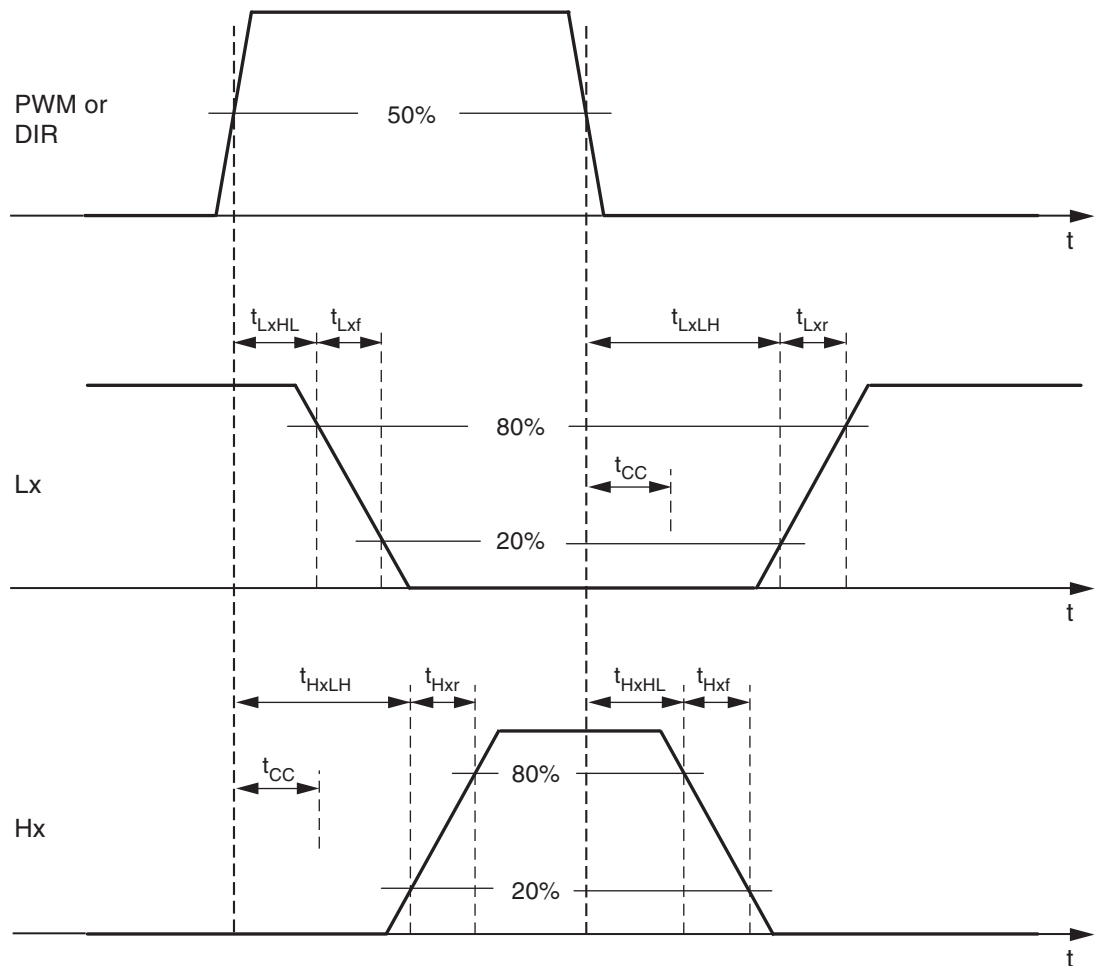 PWM or
DIR
50%
t
tLxHL
tLxf
tLxLH
tLxr
80%
tCC
Lx
20%
t
tHxLH
tHxr
tHxHL
tHxf
80%
tCC
Hx
20%
t